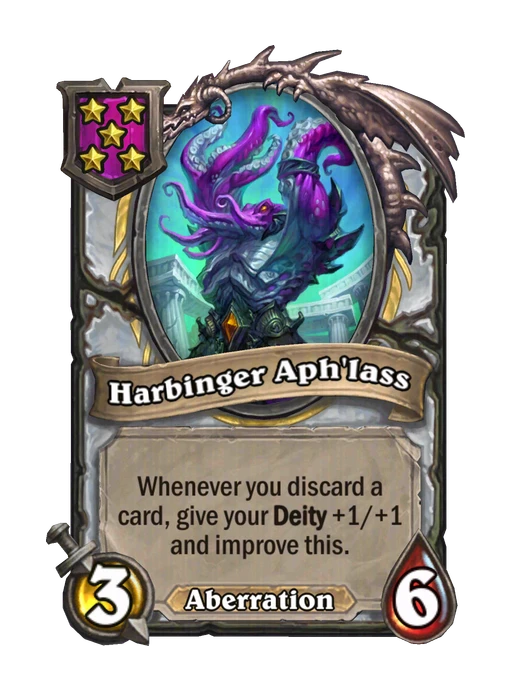 Harbinger Aph'lass
Whenever you discard a
card, give your Deity +1/+1
and improve this.
3
Aberration
6